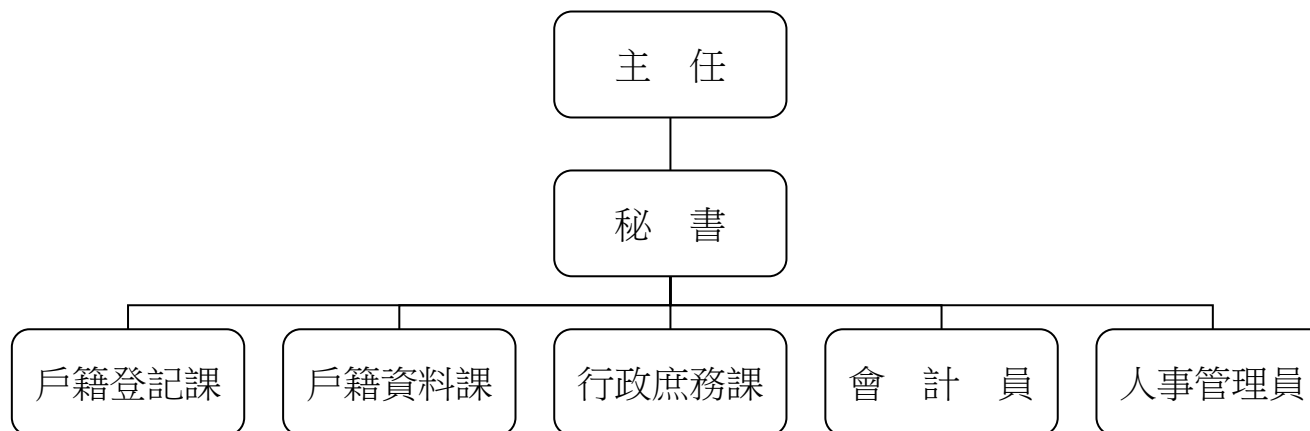 主　任
秘　書
戶籍登記課
戶籍資料課
行政庶務課
會　計　員
人事管理員